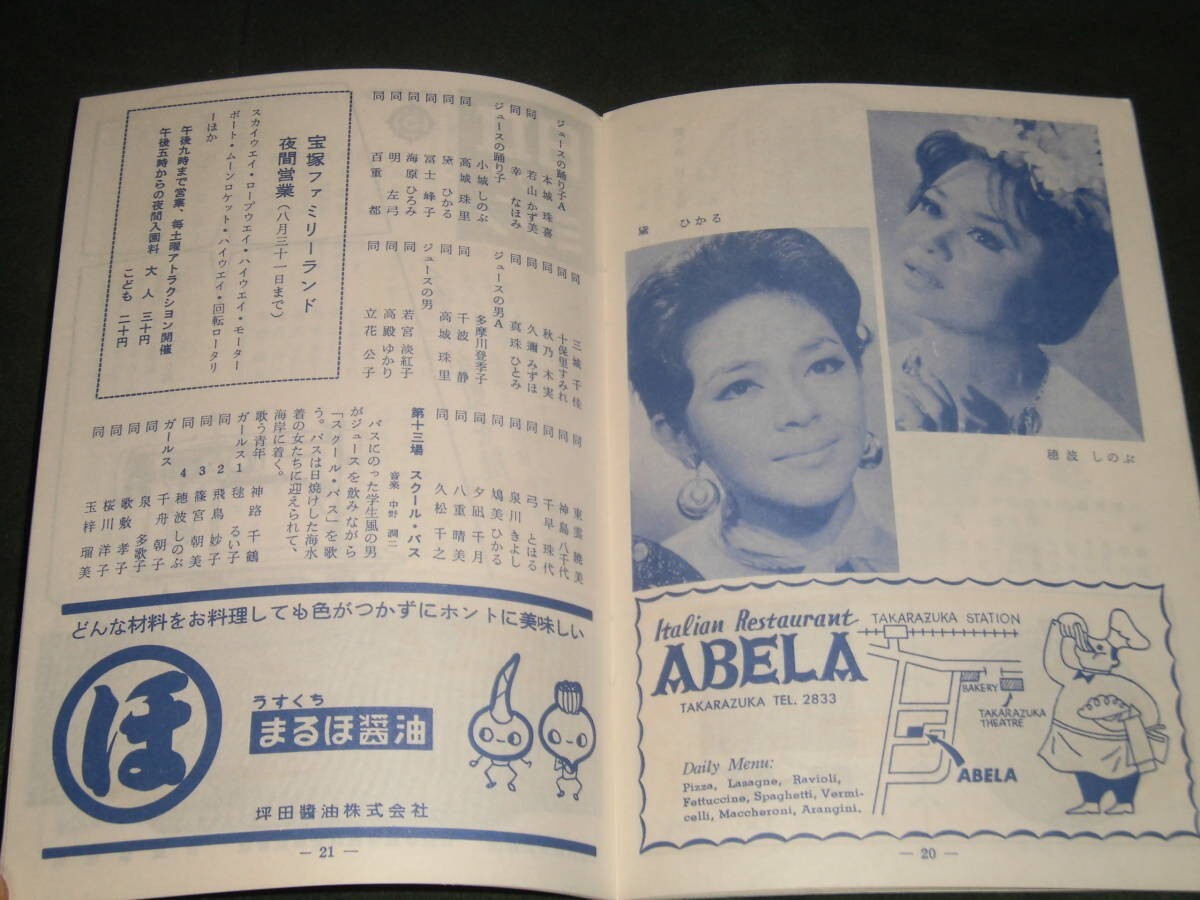 黛 ひかる
穂波 しのぶ
Italian Restaurant
ABELA
TAKARAZUKA TEL. 2833
Daily Menu:
Pizza, Lasagne, Ravioli,
Fettuccine, Spaghetti, Vermi-
celli, Maccheroni, Arangini.
TAKARAZUKA STATION
BAKERY
TAKARAZUKA
THEATRE
ABELA
— 20 —
ジュースの踊り子A
本城 珠喜
同 若山 かず美
同 幸 なほみ
ジュースの踊り子
小城 しのぶ
同 高城 珠里
同 黛 ひかる
同 冨士 峰子
同 海原 ひろみ
同 明 左弓
同 百重 都
同 三城 千佳
同 十保里 すみれ
同 秋乃 木実
同 久邇 みずほ
同 真珠 ひとみ
ジュースの男A
多摩川 登季子
同 千波 静
同 高城 珠里
ジュースの男
同 若宮 淡紅子
同 高殿 ゆかり
同 立花 公子
同 東雲 暁美
同 神島 八千代
同 千早 珠代
同 弓 とほる
同 泉川 きよし
同 鳩美 ひかる
同 夕凪 千月
同 八重 晴美
同 久松 千之
第十三場 スクール・バス
音楽 中野 潤二
バスにのった学生風の男
がジュースを飲みながら
「スクール・バス」を歌
う。バスは日焼けした海水
着の女たちに迎えられて、
海岸に着く。
歌う青年 神路 千鶴
ガールス1 毬 るい子
同 2 飛鳥 妙子
同 3 篠宮 朝美
同 4 穂波 しのぶ
ガールス 千舟 朝子
同 泉 多歌子
同 歌敷 孝子
同 桜川 洋子
同 玉梓 瑠美
宝塚ファミリーランド
夜間営業(八月三十一日まで)
スカイウエイ・ロープウエイ・ハイウエイ・モーター
ボート・ムーンロケット・ハイウエイ・回転ロータリ
ーほか
午後九時まで営業、毎土曜アトラクション開催
午後五時からの夜間入園料 大人 三十円
こども 二十円
どんな材料をお料理しても色がつかずにホントに美味しい
ほ
うすくち
まるほ醤油
坪田醤油株式会社
— 21 —